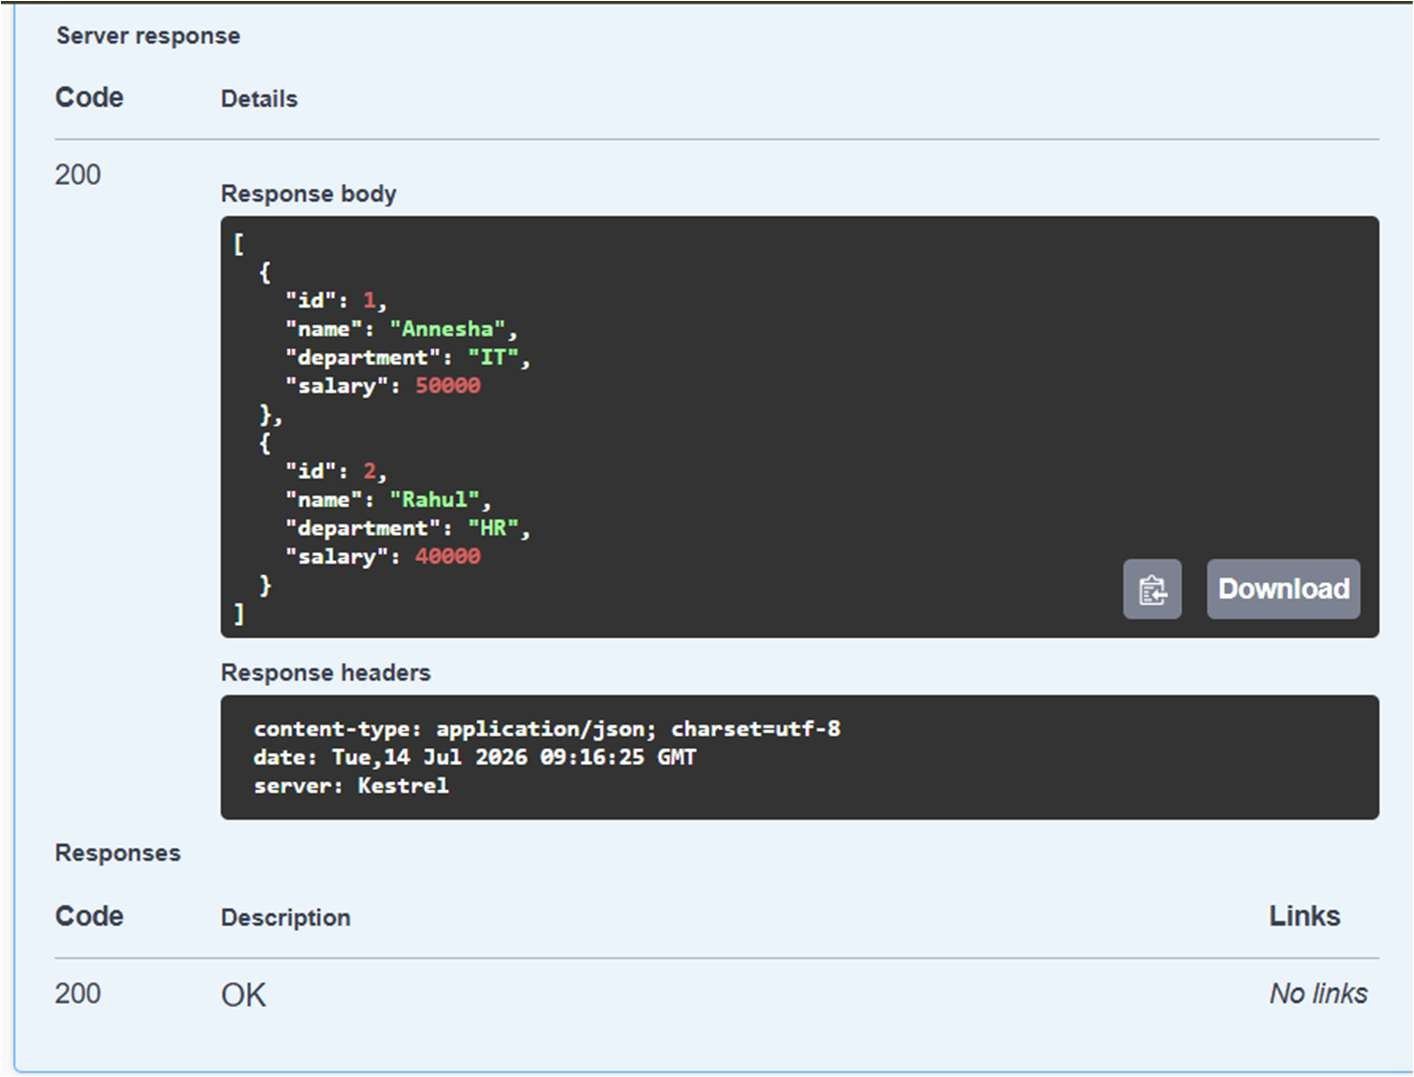 Server response
Code Details
200
Response body
[
  {
    "id": 1,
    "name": "Annesha",
    "department": "IT",
    "salary": 50000
  },
  {
    "id": 2,
    "name": "Rahul",
    "department": "HR",
    "salary": 40000
  }
]
Download
Response headers
content-type: application/json; charset=utf-8
date: Tue,14 Jul 2026 09:16:25 GMT
server: Kestrel
Responses
Code Description Links
200 OK No links